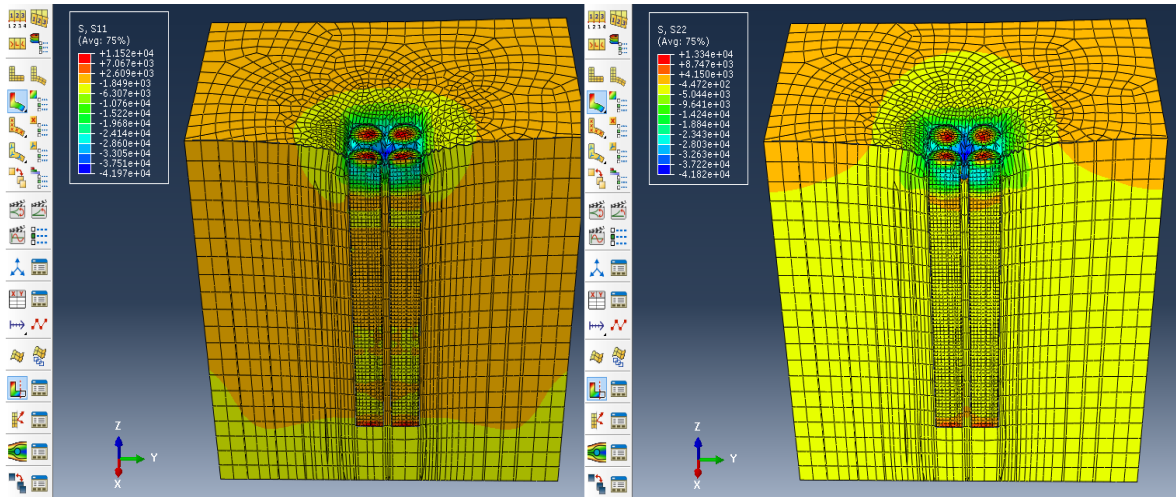 S, S11
(Avg: 75%)
+1.152e+04
+7.067e+03
+2.609e+03
-1.849e+03
-6.307e+03
-1.076e+04
-1.522e+04
-1.968e+04
-2.414e+04
-2.860e+04
-3.305e+04
-3.751e+04
-4.197e+04
Z
Y
X
S, S22
(Avg: 75%)
+1.334e+04
+8.747e+03
+4.150e+03
-4.472e+02
-5.044e+03
-9.641e+03
-1.424e+04
-1.884e+04
-2.343e+04
-2.803e+04
-3.263e+04
-3.722e+04
-4.182e+04
Z
Y
X